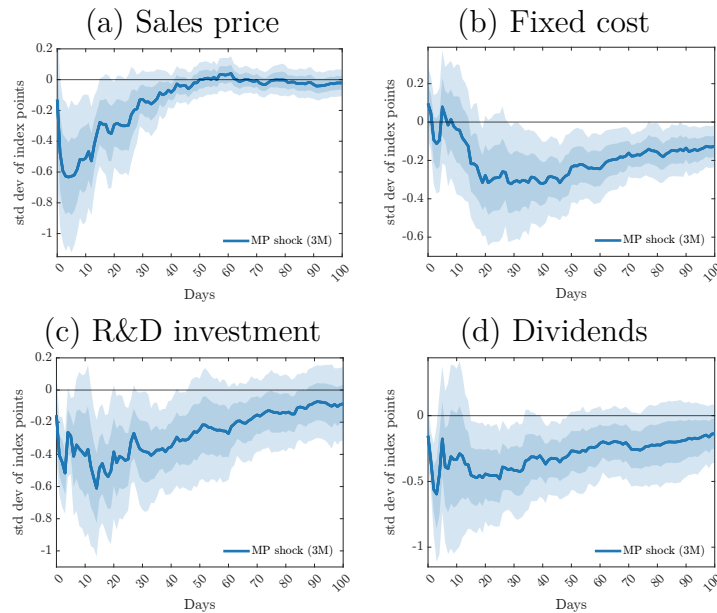 (a) Sales price
0.2
0
-0.2
-0.4
-0.6
-0.8
-1
std dev of index points
MP shock (3M)
0 10 20 30 40 50 60 70 80 90 100
Days
(b) Fixed cost
0.2
0
-0.2
-0.4
-0.6
std dev of index points
MP shock (3M)
0 10 20 30 40 50 60 70 80 90 100
Days
(c) R&D investment
0.2
0
-0.2
-0.4
-0.6
-0.8
-1
std dev of index points
MP shock (3M)
0 10 20 30 40 50 60 70 80 90 100
Days
(d) Dividends
0
-0.5
-1
std dev of index points
MP shock (3M)
0 10 20 30 40 50 60 70 80 90 100
Days